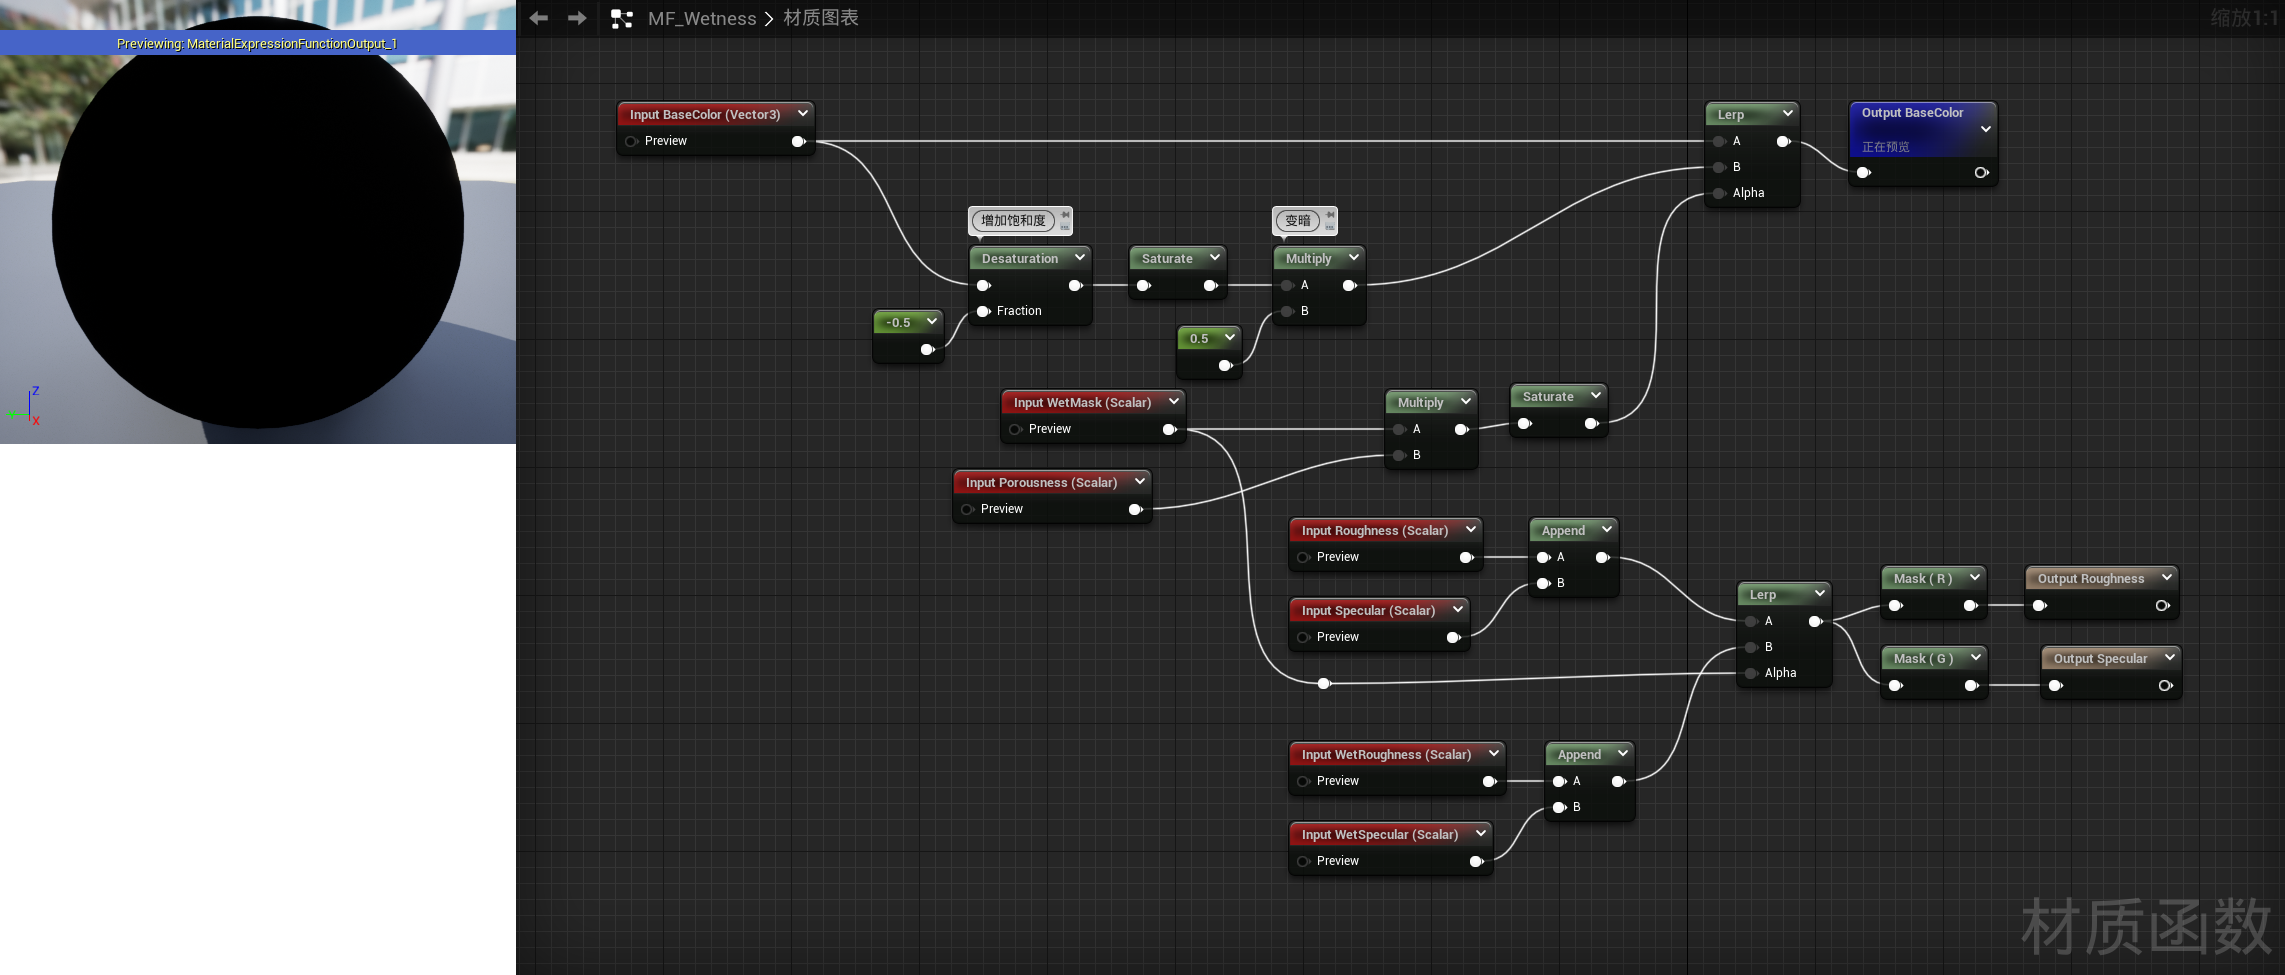 Previewing: MaterialExpressionFunctionOutput_1
Z
X
MF_Wetness
材质图表
缩放1:1
Input BaseColor (Vector3)
Preview
Lerp
A
B
Alpha
Output BaseColor
正在预览
增加饱和度
变暗
Desaturation
Fraction
Saturate
Multiply
A
B
-0.5
0.5
Input WetMask (Scalar)
Preview
Multiply
A
B
Saturate
Input Porousness (Scalar)
Preview
Input Roughness (Scalar)
Preview
Append
A
B
Input Specular (Scalar)
Preview
Lerp
A
B
Alpha
Mask ( R )
Output Roughness
Mask ( G )
Output Specular
Input WetRoughness (Scalar)
Preview
Append
A
B
Input WetSpecular (Scalar)
Preview
材质函数